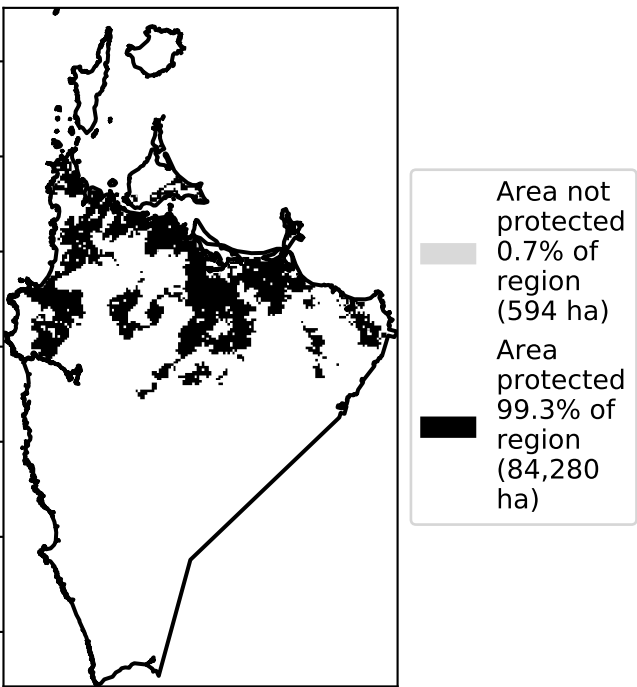 Area not
protected
0.7% of
region
(594 ha)
Area
protected
99.3% of
region
(84,280
ha)